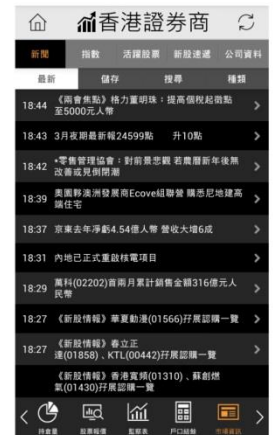 香港證券商
新聞 指數 活躍股票 新股速遞 公司資料
最新 儲存 搜尋 種類
18:44 《兩會焦點》格力董明珠：提高個稅起徵點
至5000元人幣
18:43 3月夜期最新報24599點 升10點
18:42 *零售管理協會：對前景悲觀 若農曆新年後無
改善或見倒閉潮
18:39 奧園夥澳洲發展商Ecove組聯營 購悉尼地建高
端住宅
18:37 京東去年淨虧4.54億人幣 營收大增6成
18:31 內地已正式重啟核電項目
18:29 萬科(02202)首兩月累計銷售金額316億元人
民幣
18:27 《新股情報》華夏動漫(01566)孖展認購一覽
18:27 《新股情報》春立正
達(01858)、KTL(00442)孖展認購一覽
《新股情報》香港寬頻(01310)、蘇創燃
氣(01430)孖展認購一覽
持倉量 股票報價 監察表 戶口結餘 市場資訊